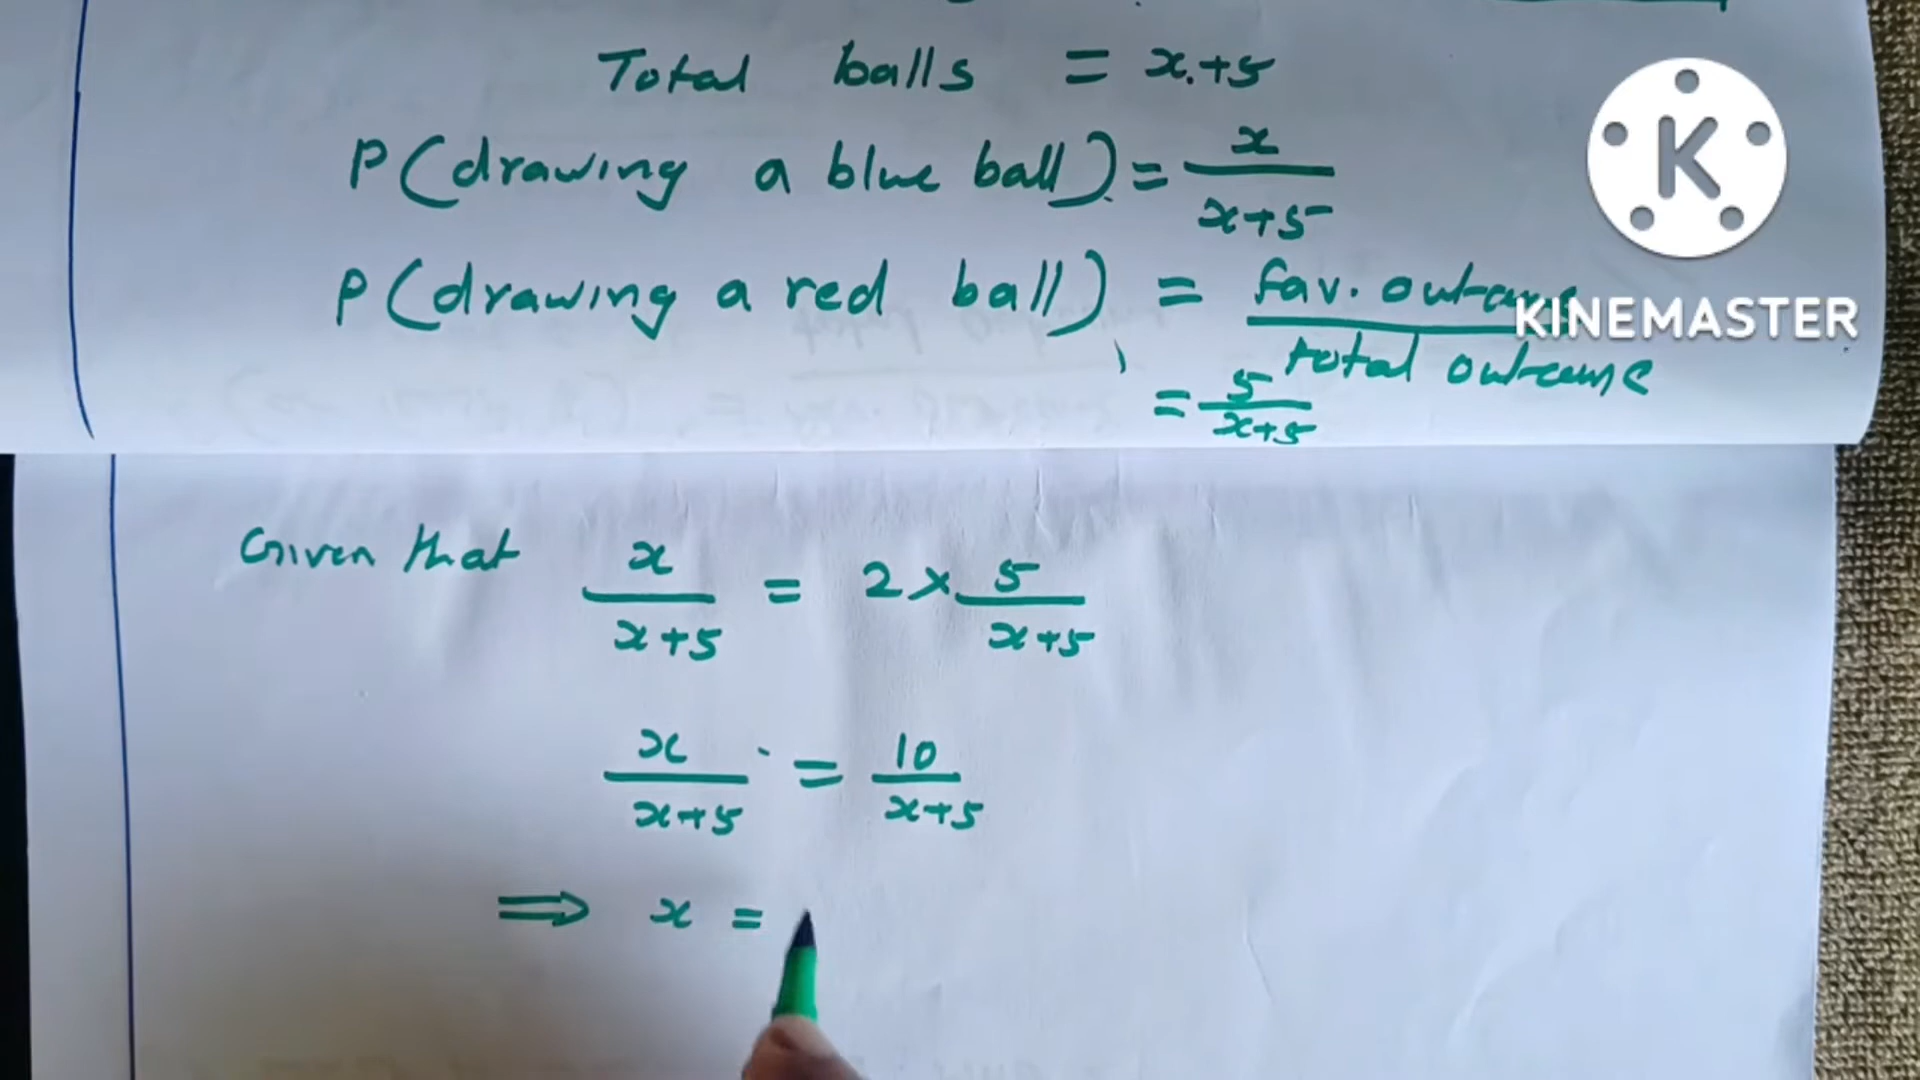 Total balls = x+5
P(drawing a blue ball) = x/x+5
P(drawing a red ball) = fav. outcome/total outcome
= 5/x+5
K
KINEMASTER
Given that x/x+5 = 2 × 5/x+5
x/x+5 = 10/x+5
⇒ x =